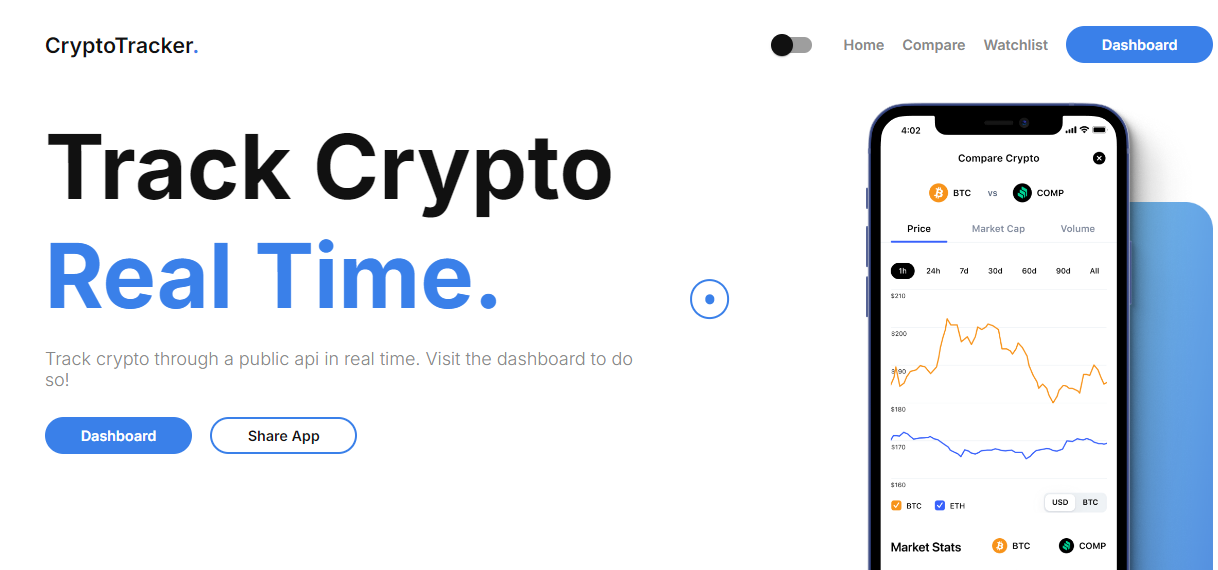 CryptoTracker.
Home Compare Watchlist Dashboard
Track Crypto
Real Time.
Track crypto through a public api in real time. Visit the dashboard to do
so!
Dashboard Share App
4:02
Compare Crypto
BTC vs COMP
Price Market Cap Volume
1h 24h 7d 30d 60d 90d All
$210
$200
$190
$180
$170
$160
BTC ETH USD BTC
Market Stats BTC COMP